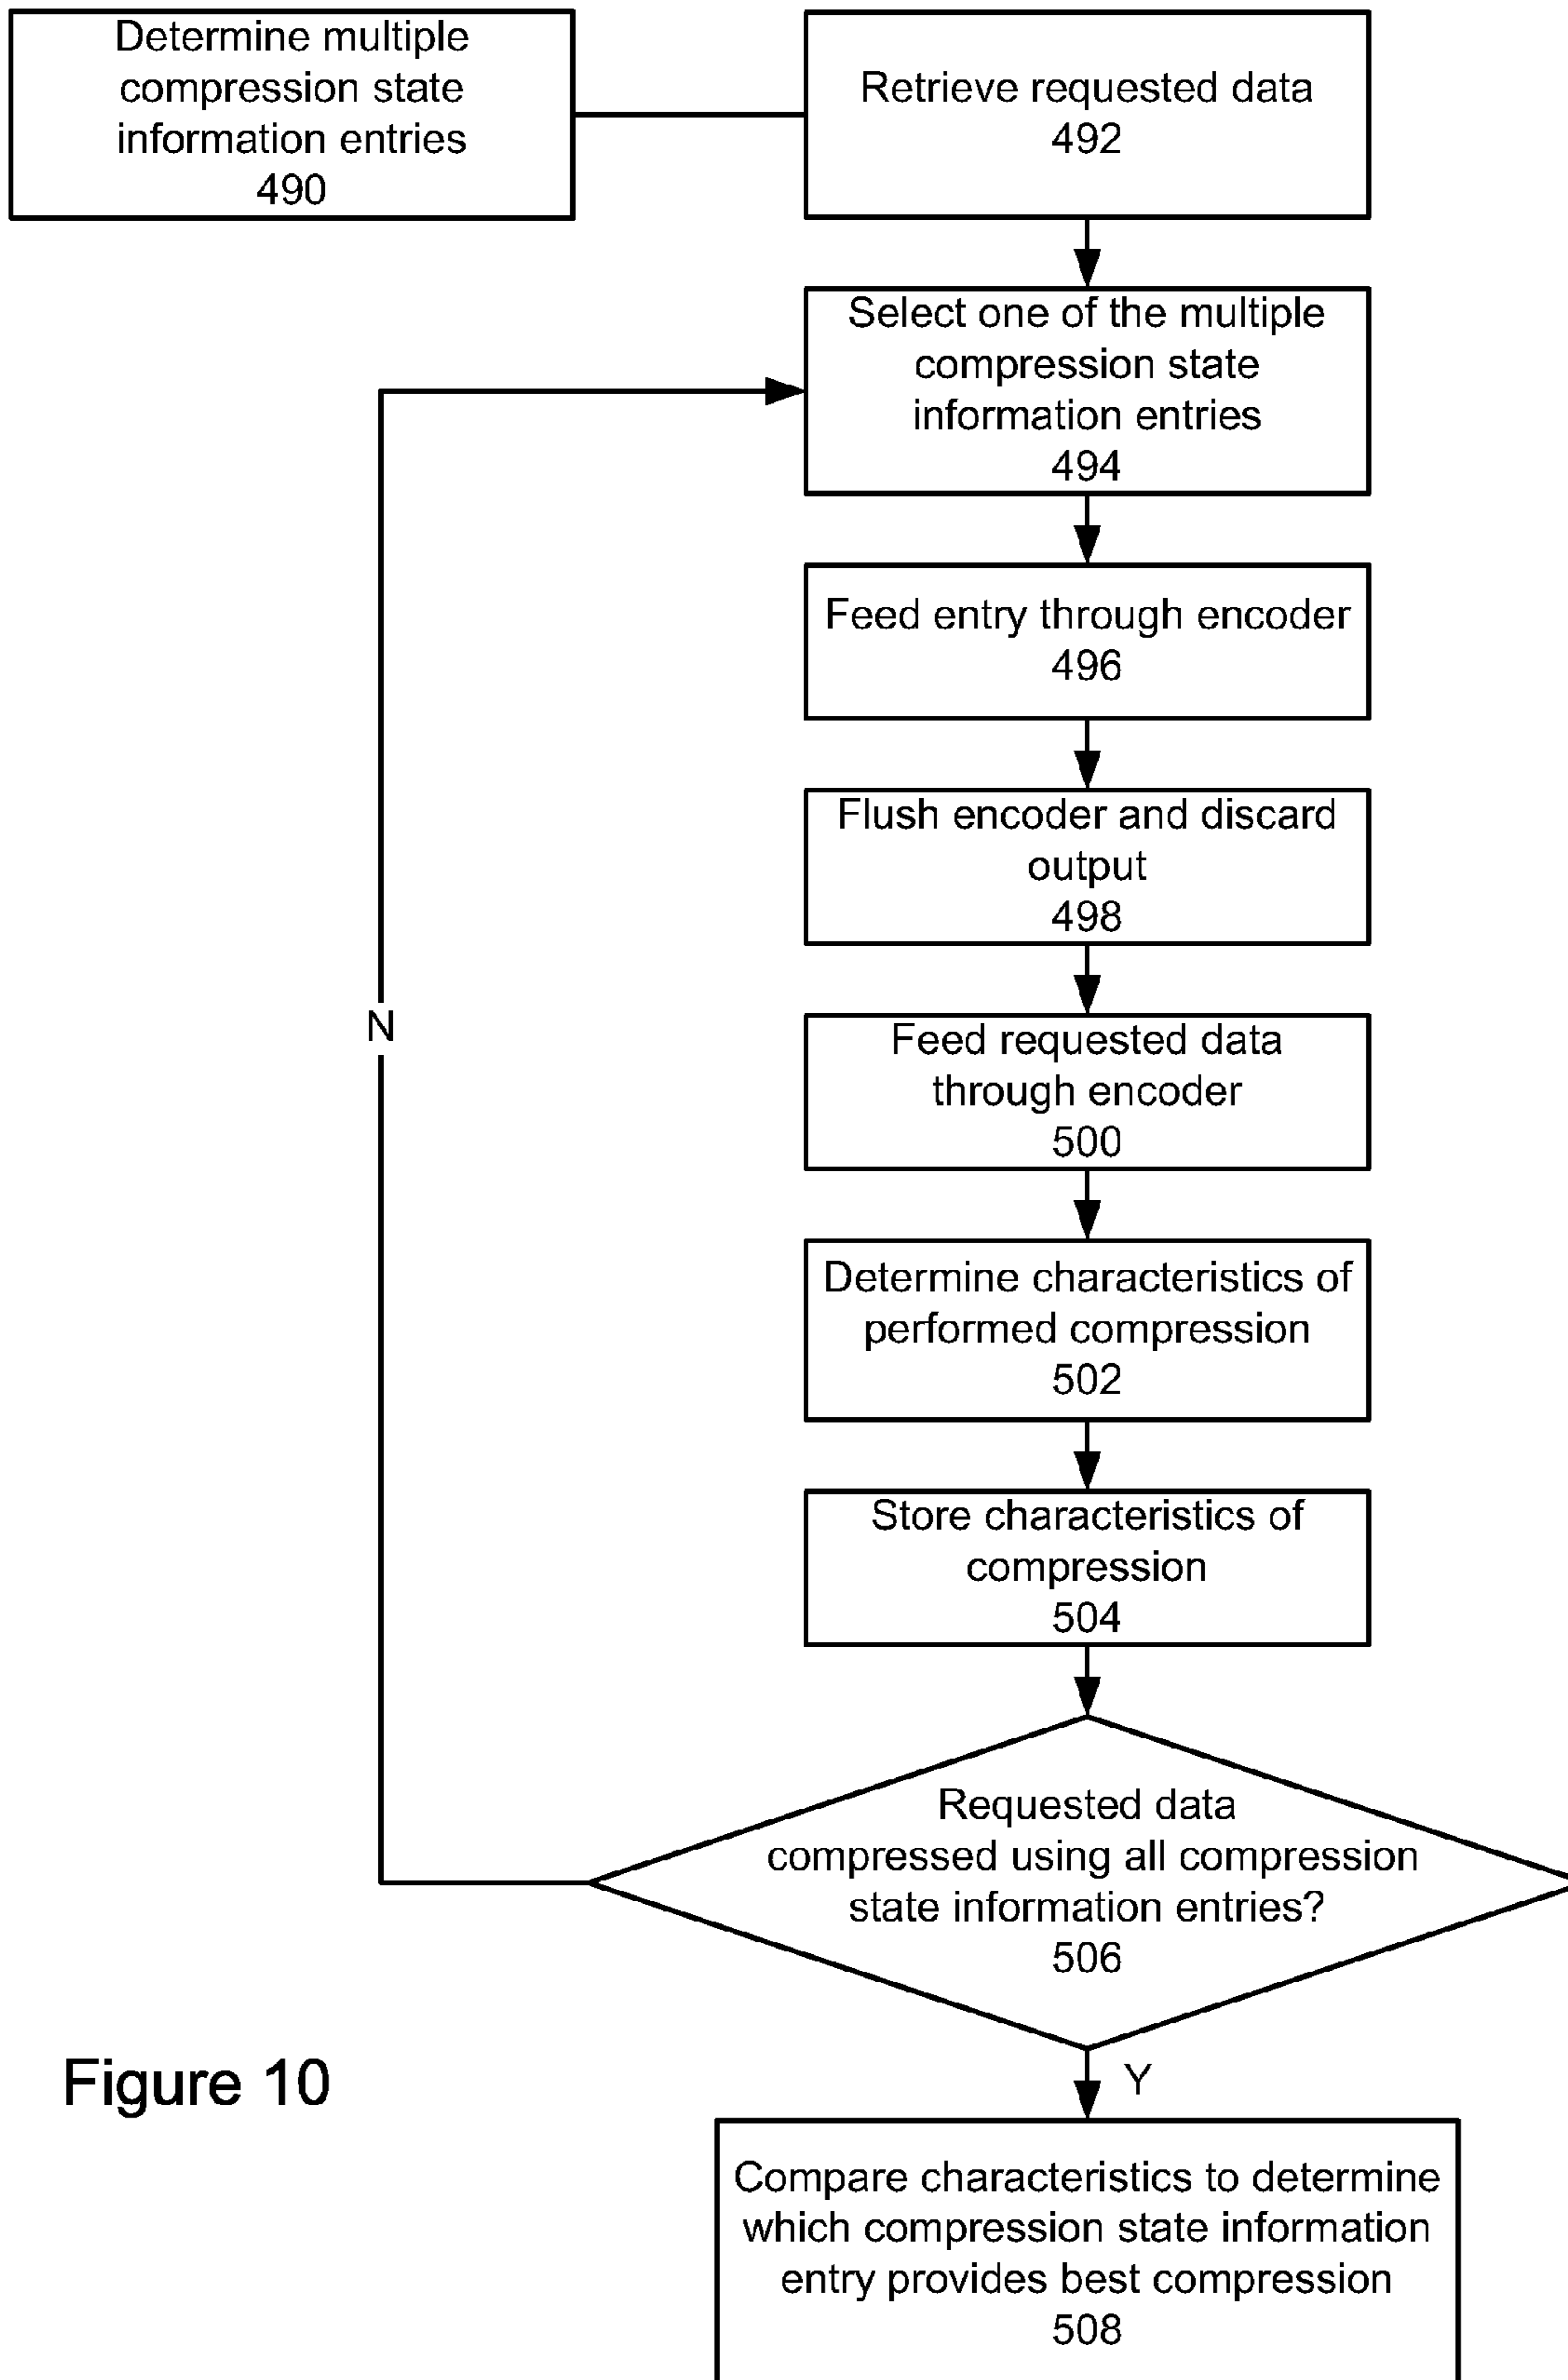 Determine multiple
compression state
information entries
490
Retrieve requested data
492
Select one of the multiple
compression state
information entries
494
Feed entry through encoder
496
Flush encoder and discard
output
498
Feed requested data
through encoder
500
Determine characteristics of
performed compression
502
Store characteristics of
compression
504
N
Requested data
compressed using all compression
state information entries?
506
Y
Figure 10
Compare characteristics to determine
which compression state information
entry provides best compression
508